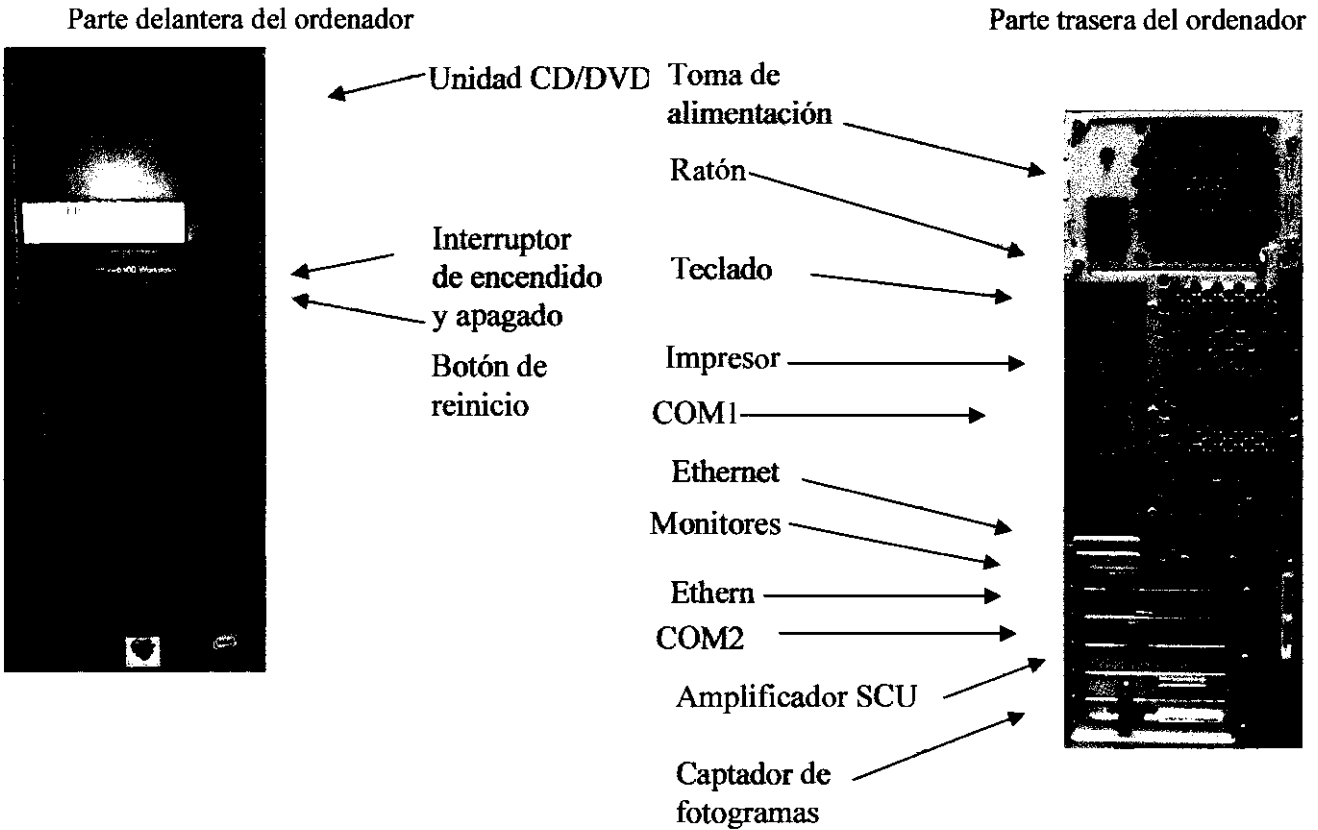 Parte delantera del ordenador
Parte trasera del ordenador
Unidad CD/DVD
Toma de
alimentación
Ratón
Interruptor
de encendido
y apagado
Teclado
Botón de
reinicio
Impresor
COM1
Ethernet
Monitores
Ethern
COM2
Amplificador SCU
Captador de
fotogramas